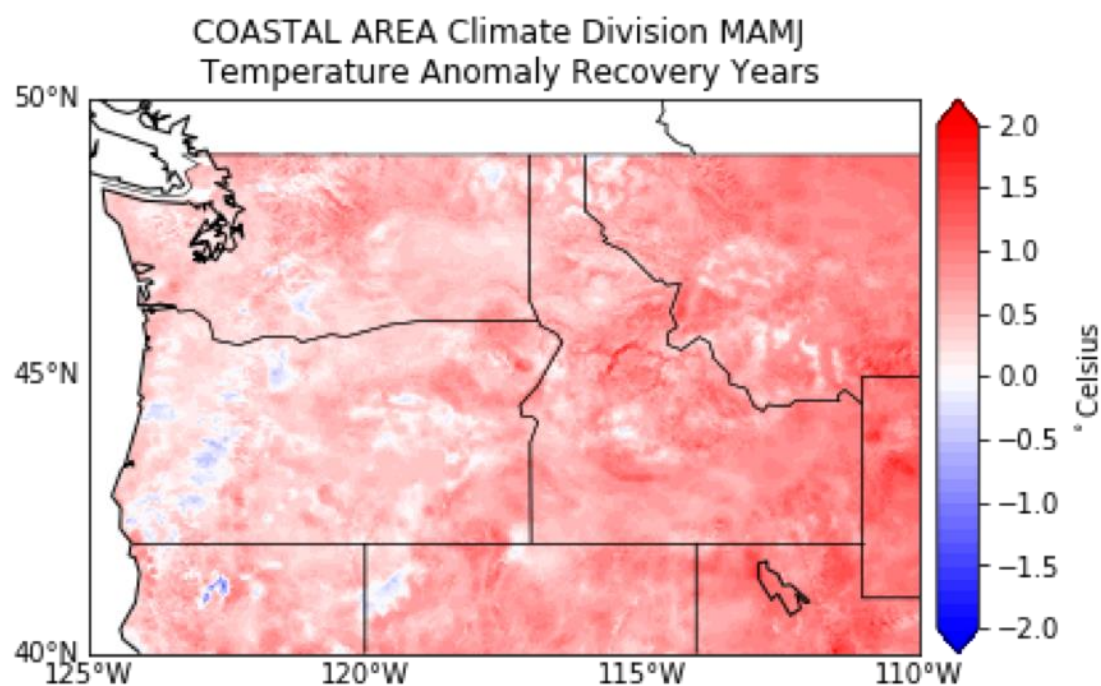 COASTAL AREA Climate Division MAMJ
Temperature Anomaly Recovery Years
50°N
45°N
40°N
125°W
120°W
115°W
110°W
2.0
1.5
1.0
0.5
0.0
−0.5
−1.0
−1.5
−2.0
°Celsius